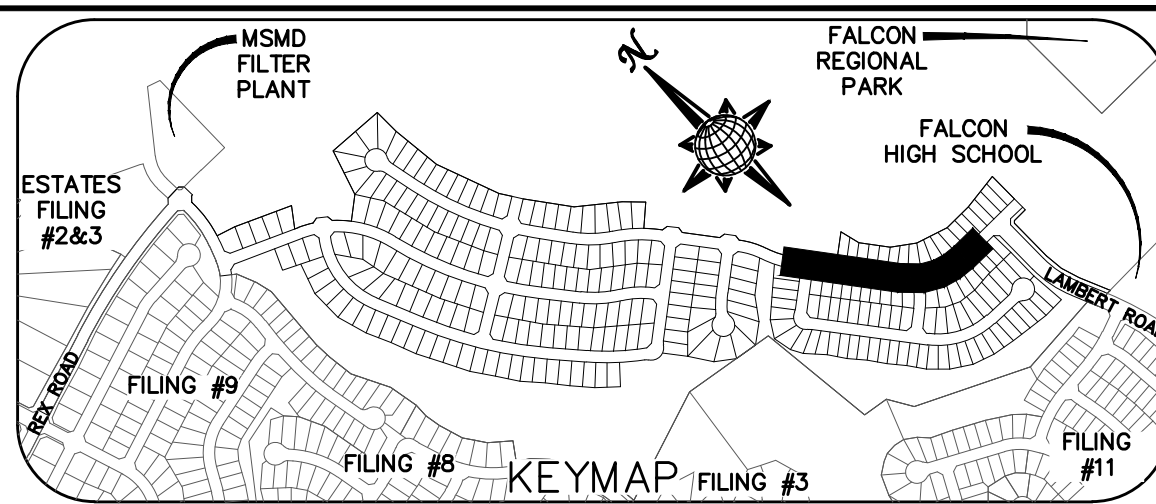 MSMD
FILTER
PLANT
N
FALCON
REGIONAL
PARK
FALCON
HIGH SCHOOL
ESTATES
FILING
#2&3
LAMBERT ROAD
REX ROAD
FILING #9
FILING #8
KEYMAP
FILING #3
FILING
#11